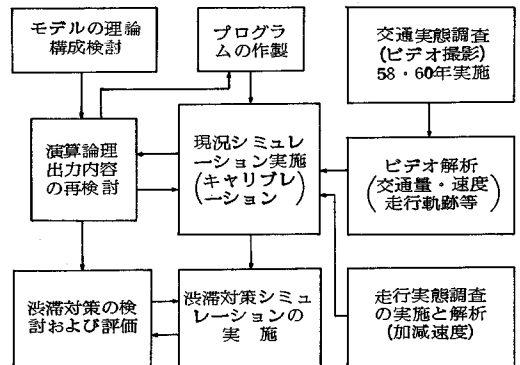 モデルの理論
構成検討
プログラ
ムの作製
交通実態調査
(ビデオ撮影)
58・60年実施
演算論理
出力内容
の再検討
現況シミュレ
ーション実施
(キャリブレ
ーション)
ビデオ解析
(交通量・速度
走行軌跡等)
渋滞対策の検
討および評価
渋滞対策シミュ
レーションの
実 施
走行実態調査
の実施と解析
(加減速度)